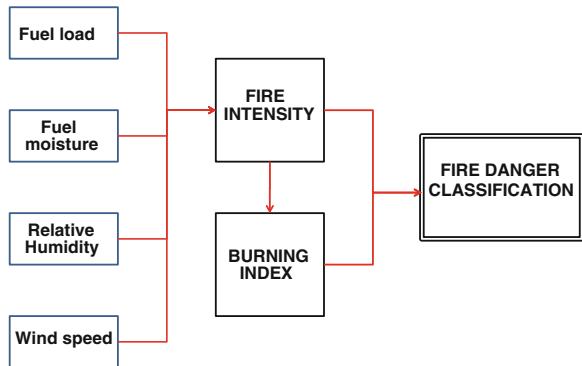 Fuel load
Fuel
moisture
Relative
Humidity
Wind speed
FIRE
INTENSITY
BURNING
INDEX
FIRE DANGER
CLASSIFICATION